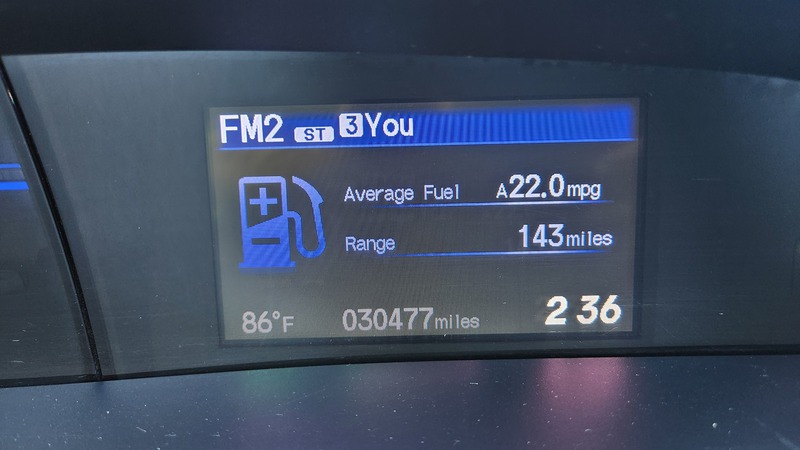 FM2 ST 3 You
Average Fuel A22.0mpg
Range 143miles
86°F 030477miles 2 36